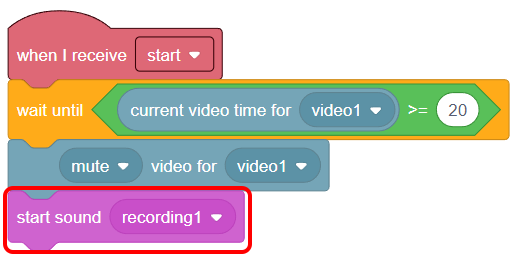 when I receive start
wait until current video time for video1 >= 20
mute video for video1
start sound recording1